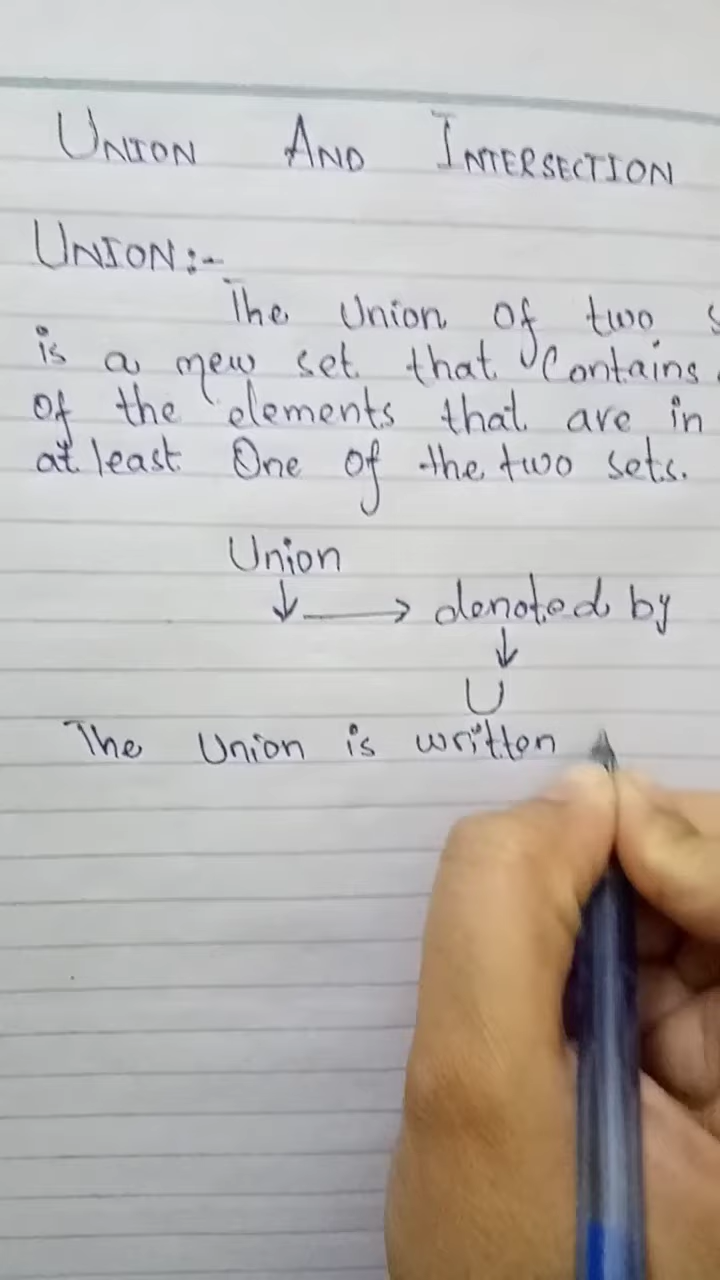 UNION AND INTERSECTION
UNION:-
The Union of two
is a new set that Contains
of the elements that are in
at least One of the two sets.
Union
↓ → denoted by
↓
U
The Union is written